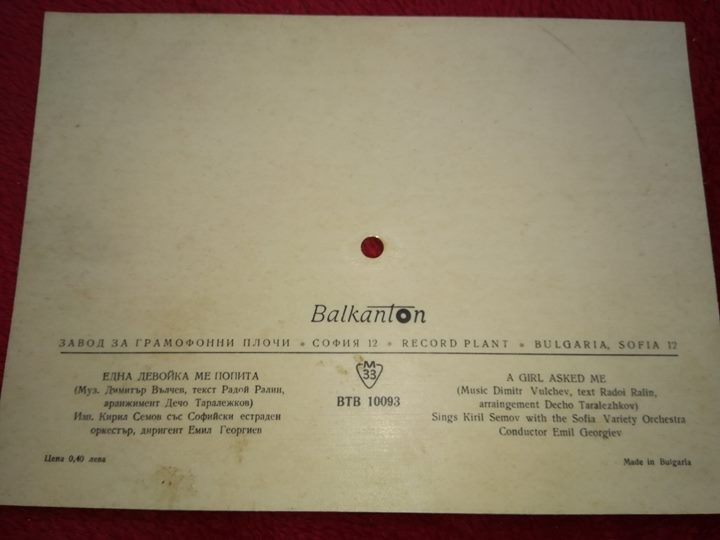 Balkanton
ЗАВОД ЗА ГРАМОФОННИ ПЛОЧИ • СОФИЯ 12 • RECORD PLANT • BULGARIA, SOFIA 12
М
33
ВТВ 10093
ЕДНА ДЕВОЙКА МЕ ПОПИТА
(Муз. Димитър Вълчев, текст Радой Ралин,
аранжимент Дечо Таралежков)
Изп. Кирил Семов със Софийски естраден
оркестър, диригент Емил Георгиев
Цена 0,40 лева
A GIRL ASKED ME
(Music Dimitr Vulchev, text Radoi Ralin,
arraingement Decho Taralezhkov)
Sings Kiril Semov with the Sofia Variety Orchestra
Conductor Emil Georgiev
Made in Bulgaria